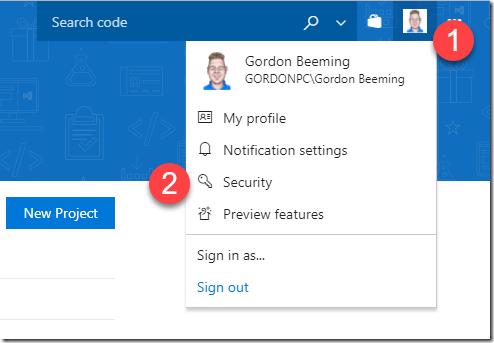 Search code
1
Gordon Beeming
GORDONPC\Gordon Beeming
My profile
Notification settings
2
Security
New Project
Preview features
Sign in as...
Sign out